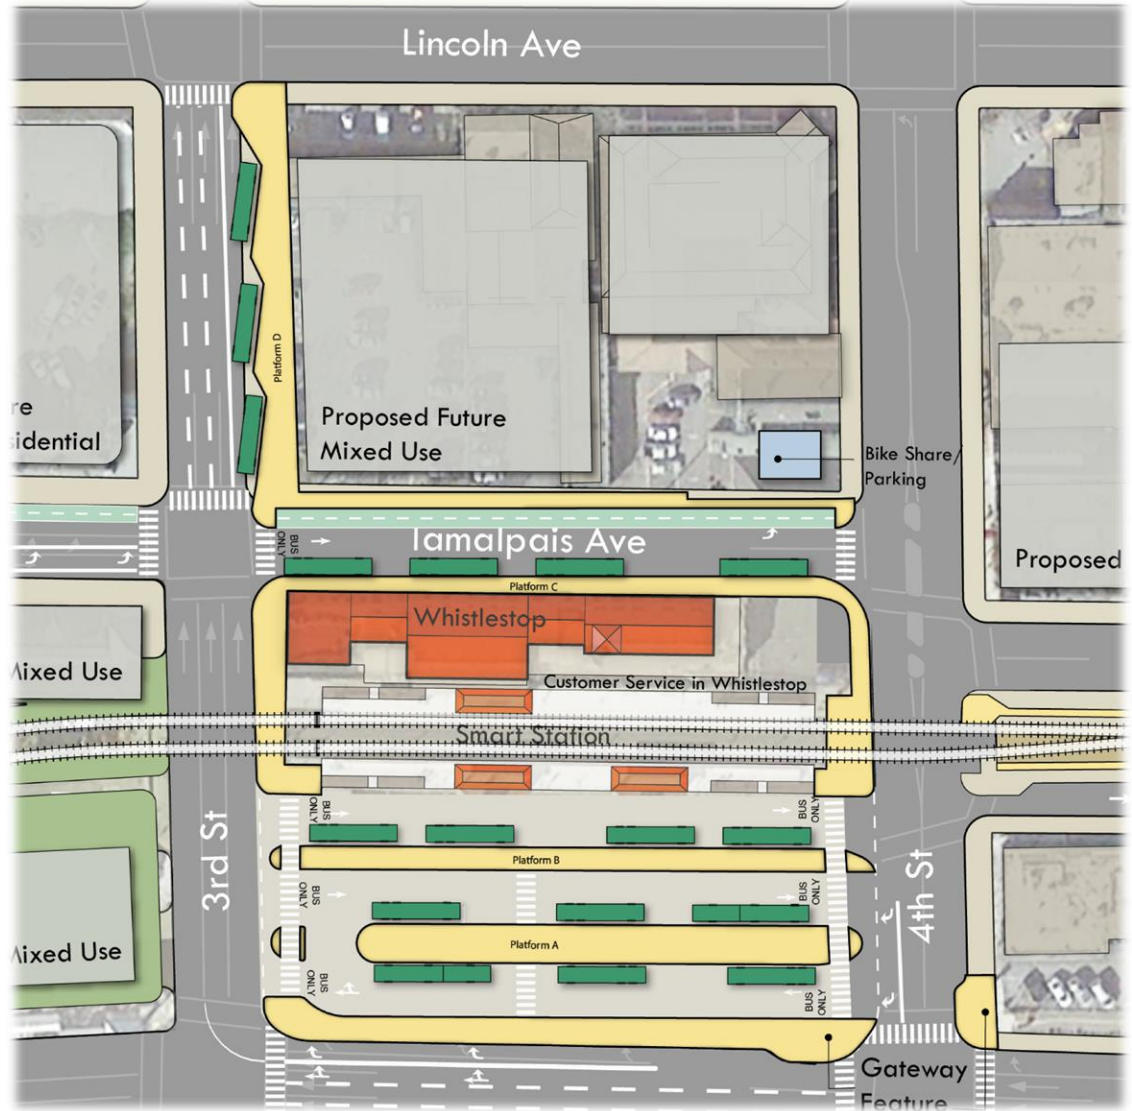 Lincoln Ave
Platform D
Proposed Future
Mixed Use
re
sidential
Bike Share/
Parking
Proposed
BUS
ONLY
Tamalpais Ave
Platform C
Whistlestop
Mixed Use
Customer Service in Whistlestop
Smart Station
BUS
ONLY
BUS
ONLY
3rd St
Platform B
BUS
ONLY
BUS
ONLY
4th St
Mixed Use
Platform A
BUS
ONLY
BUS
ONLY
Gateway
Feature